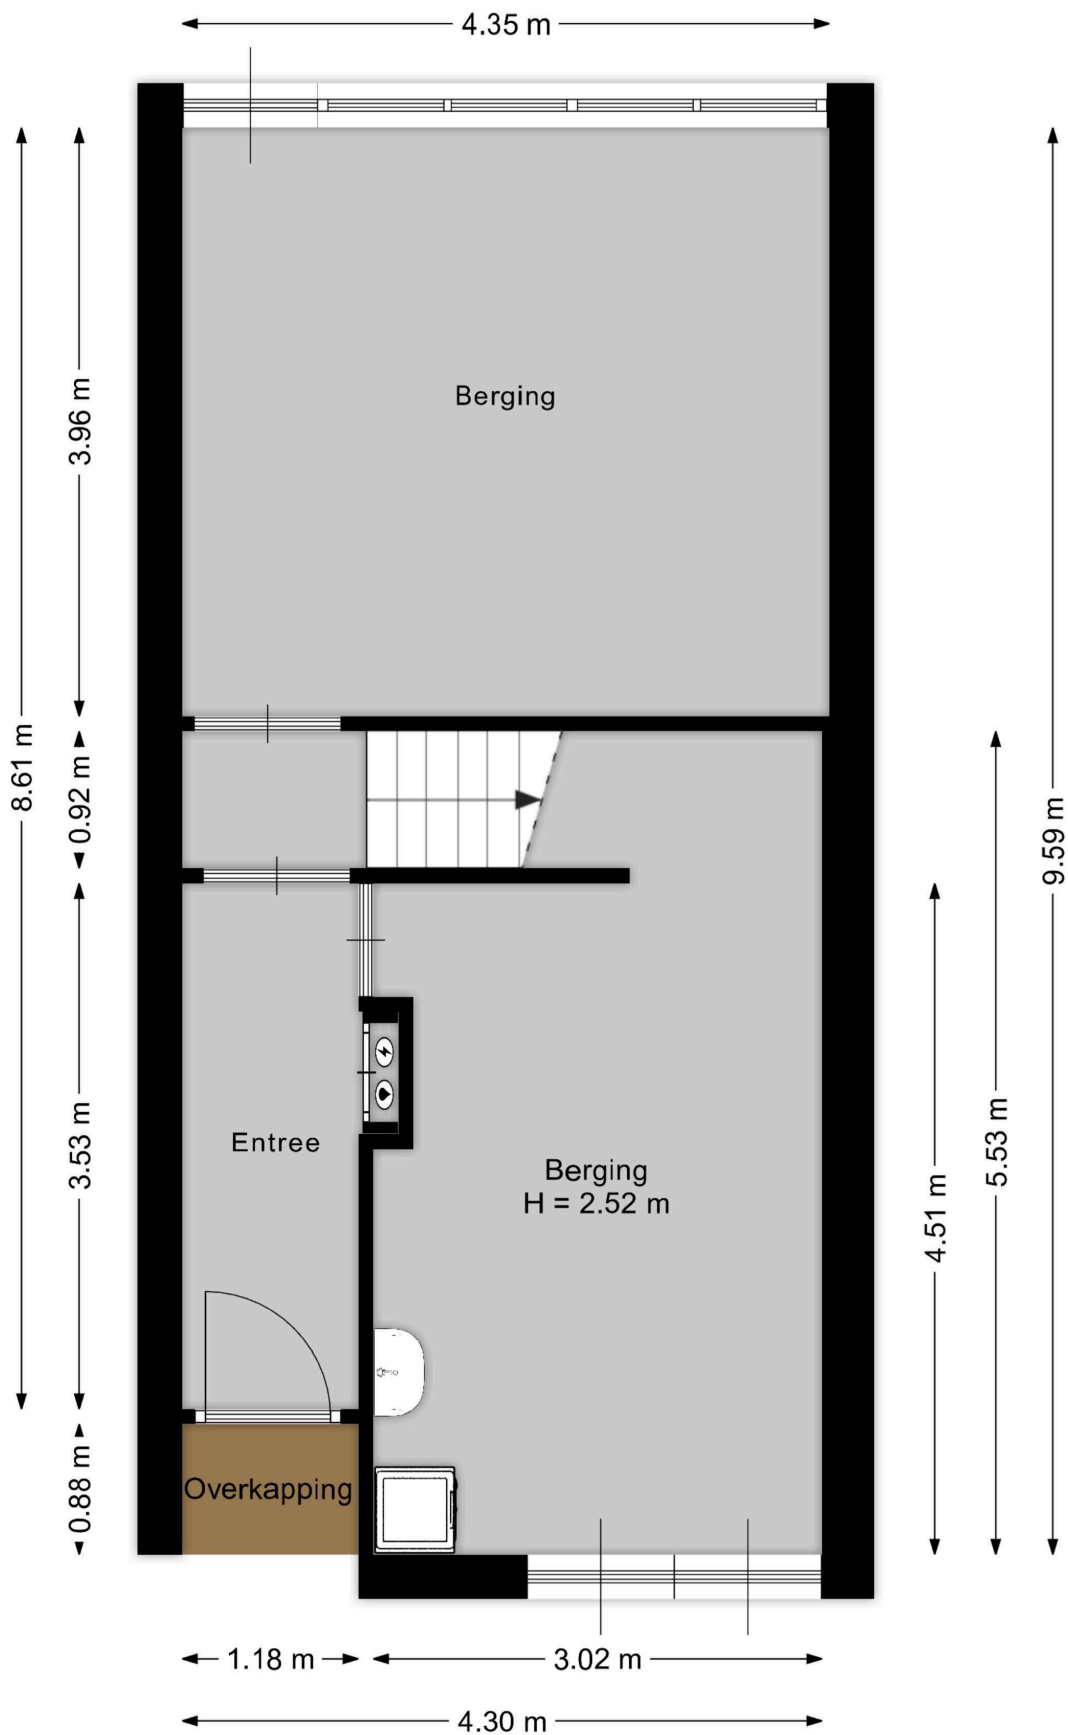 4.35 m
Berging
3.96 m
8.61 m
0.92 m
9.59 m
3.53 m
Entree
Berging
H = 2.52 m
5.53 m
4.51 m
Overkapping
0.88 m
1.18 m
3.02 m
4.30 m